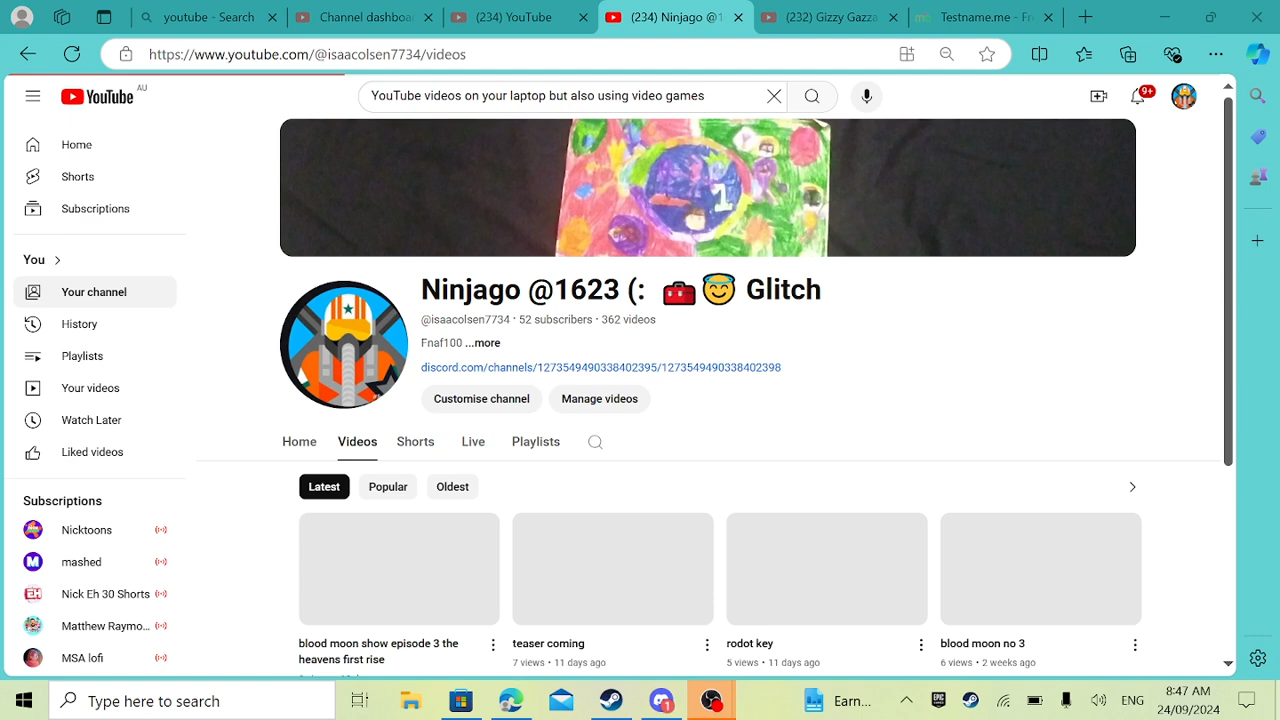 youtube - Search
Channel dashboar
(234) YouTube
(234) Ninjago @1
(232) Gizzy Gazza
Testname.me - Fr
https://www.youtube.com/@isaacolsen7734/videos
YouTube AU
YouTube videos on your laptop but also using video games
9+
Home
Shorts
Subscriptions
You
Your channel
History
Playlists
Your videos
Watch Later
Liked videos
Subscriptions
Nicktoons
mashed
Nick Eh 30 Shorts
Matthew Raymo...
MSA lofi
1
Ninjago @1623 (: 🧰😇 Glitch
@isaacolsen7734 · 52 subscribers · 362 videos
Fnaf100 ...more
discord.com/channels/1273549490338402395/1273549490338402398
Customise channel
Manage videos
Home Videos Shorts Live Playlists
Latest Popular Oldest
blood moon show episode 3 the
heavens first rise
teaser coming
7 views · 11 days ago
rodot key
5 views · 11 days ago
blood moon no 3
6 views · 2 weeks ago
Type here to search
1
Earn...
ENG
8:47 AM
24/09/2024